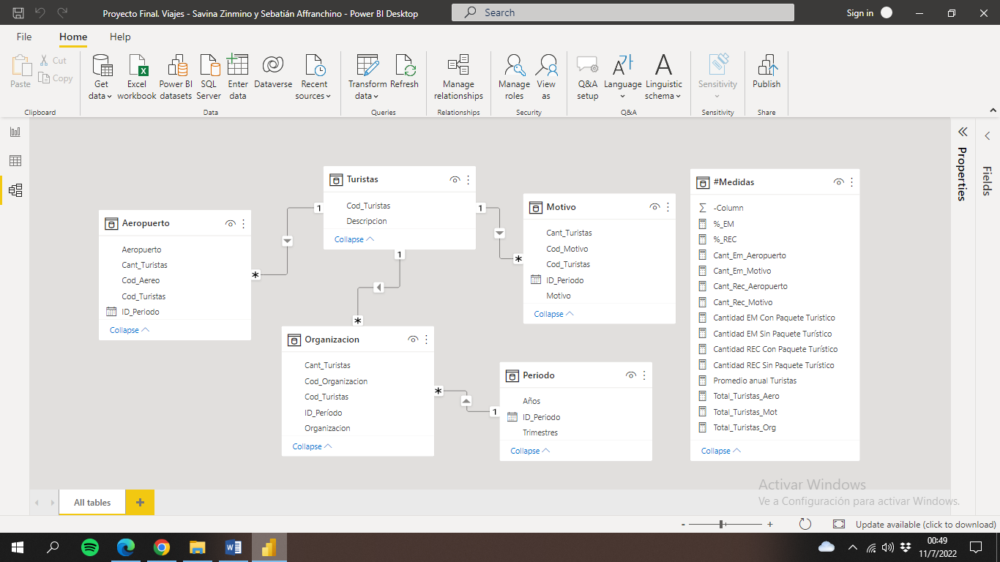 Proyecto Final. Viajes - Savina Zinmino y Sebatián Affranchino - Power BI Desktop
Search
Sign in
File
Home
Help
Paste
Cut
Copy
Clipboard
Get data
Excel workbook
Power BI datasets
SQL Server
Enter data
Dataverse
Recent sources
Data
Transform data
Refresh
Queries
Manage relationships
Relationships
Manage roles
View as
Security
Q&A setup
Language
Linguistic schema
Q&A
Sensitivity
Sensitivity
Publish
Share
Aeropuerto
Aeropuerto
Cant_Turistas
Cod_Aereo
Cod_Turistas
ID_Periodo
Collapse
Turistas
Cod_Turistas
Descripcion
Collapse
1
1
1
*
*
*
Motivo
Cant_Turistas
Cod_Motivo
Cod_Turistas
ID_Periodo
Motivo
Collapse
Organizacion
Cant_Turistas
Cod_Organizacion
Cod_Turistas
ID_Período
Organizacion
Collapse
*
1
Periodo
Años
ID_Periodo
Trimestres
Collapse
#Medidas
-Column
%_EM
%_REC
Cant_Em_Aeropuerto
Cant_Em_Motivo
Cant_Rec_Aeropuerto
Cant_Rec_Motivo
Cantidad EM Con Paquete Turistico
Cantidad EM Sin Paquete Turístico
Cantidad REC Con Paquete Turístico
Cantidad REC Sin Paquete Turístico
Promedio anual Turistas
Total_Turistas_Aero
Total_Turistas_Mot
Total_Turistas_Org
Collapse
Properties
Fields
Activar Windows
Ve a Configuración para activar Windows.
All tables
+
- +
Update available (click to download)
00:49
11/7/2022